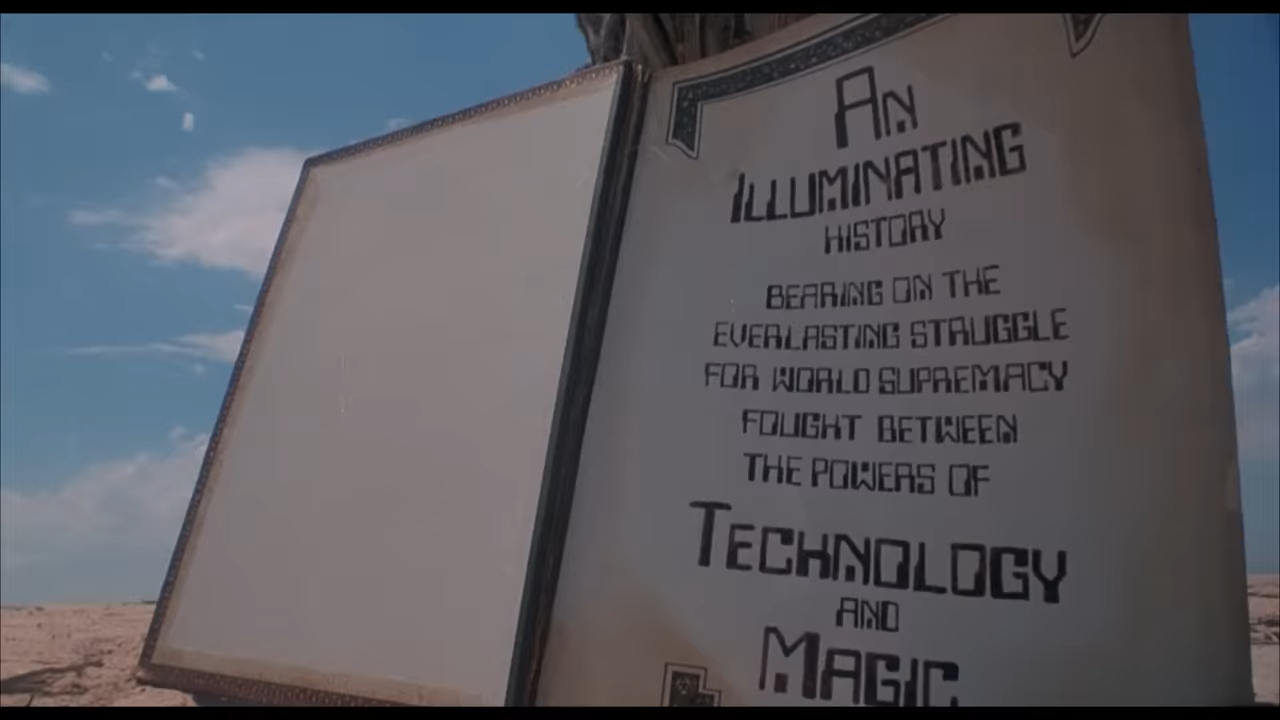 An
Illuminating
History
Bearing on the
Everlasting Struggle
for World Supremacy
Fought Between
the Powers of
Technology
and
Magic